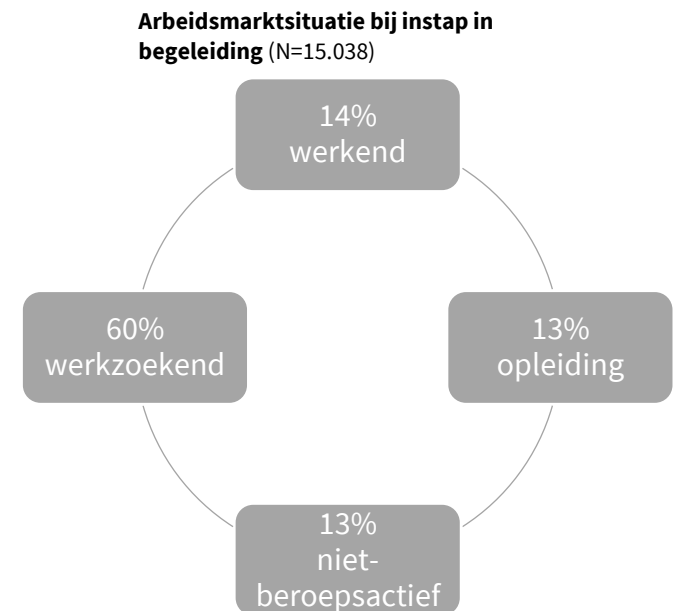 Arbeidsmarktsituatie bij instap in
begeleiding (N=15.038)
14%
werkend
60%
werkzoekend
13%
opleiding
13%
niet-
beroepsactief